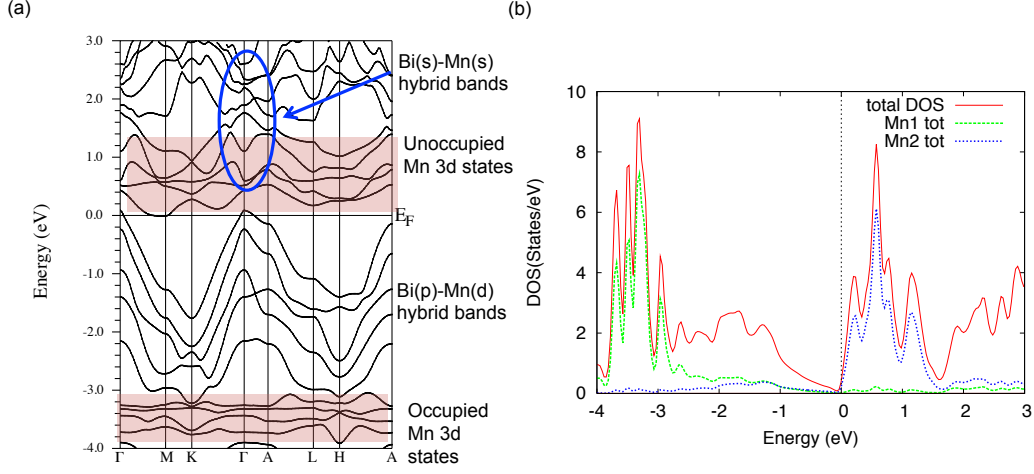 (a)
3.0
2.0
1.0
0.0
-1.0
-2.0
-3.0
-4.0
Energy (eV)
Γ M K Γ A L H A
E_F
Bi(s)-Mn(s)
hybrid bands
Unoccupied
Mn 3d states
Bi(p)-Mn(d)
hybrid bands
Occupied
Mn 3d
states
(b)
10
8
6
4
2
0
DOS(States/eV)
total DOS
Mn1 tot
Mn2 tot
-4 -3 -2 -1 0 1 2 3
Energy (eV)